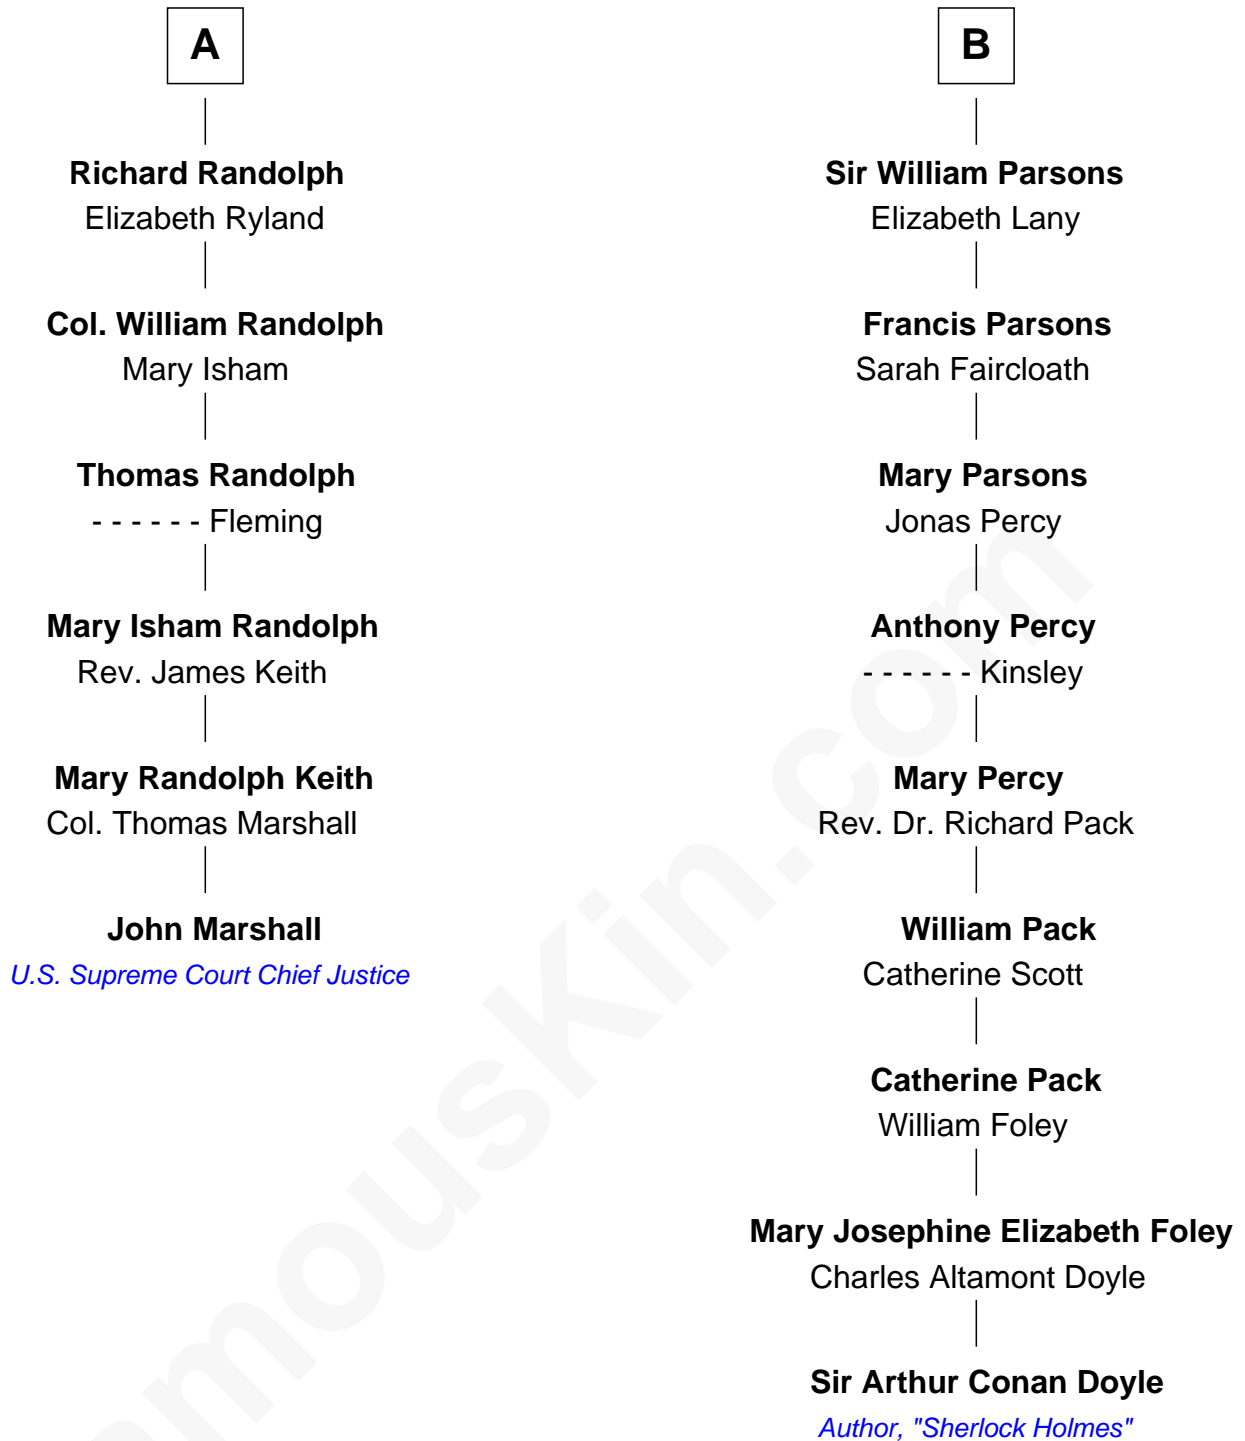 A
Richard Randolph
Elizabeth Ryland
Col. William Randolph
Mary Isham
Thomas Randolph
- - - - - - Fleming
Mary Isham Randolph
Rev. James Keith
Mary Randolph Keith
Col. Thomas Marshall
John Marshall
U.S. Supreme Court Chief Justice
B
Sir William Parsons
Elizabeth Lany
Francis Parsons
Sarah Faircloath
Mary Parsons
Jonas Percy
Anthony Percy
- - - - - - Kinsley
Mary Percy
Rev. Dr. Richard Pack
William Pack
Catherine Scott
Catherine Pack
William Foley
Mary Josephine Elizabeth Foley
Charles Altamont Doyle
Sir Arthur Conan Doyle
Author, "Sherlock Holmes"
amousKin.com